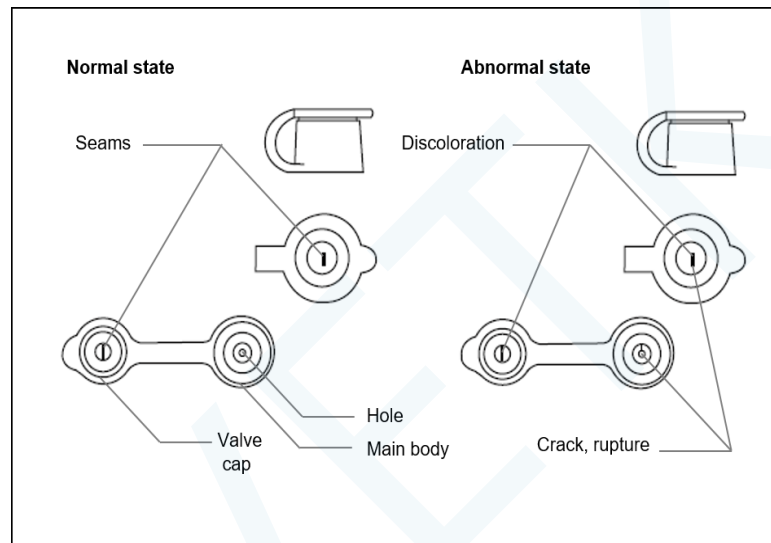 Normal state
Abnormal state
Seams
Discoloration
Hole
Valve
cap
Main body
Crack, rupture